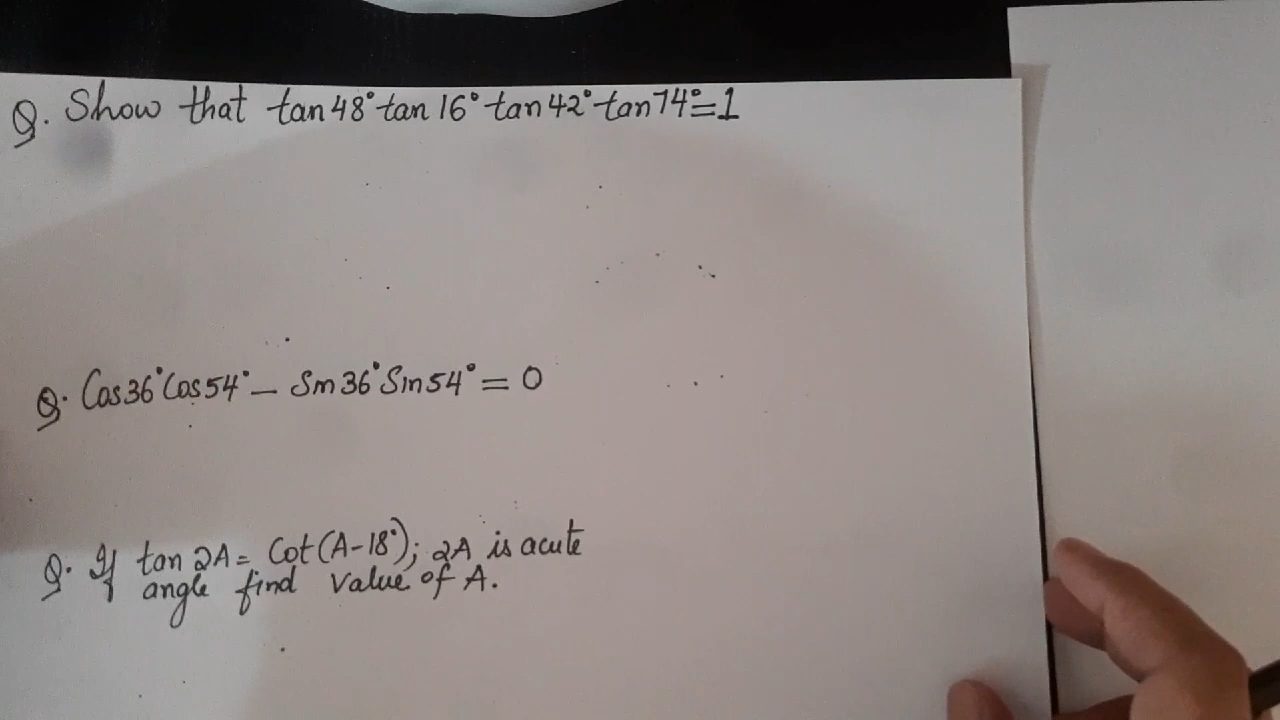 Q. Show that tan 48° tan 16° tan 42° tan 74° = 1
Q. Cos 36° Cos 54° - Sin 36° Sin 54° = 0
Q. If tan 2A = Cot (A-18°); 2A is acute
angle find value of A.